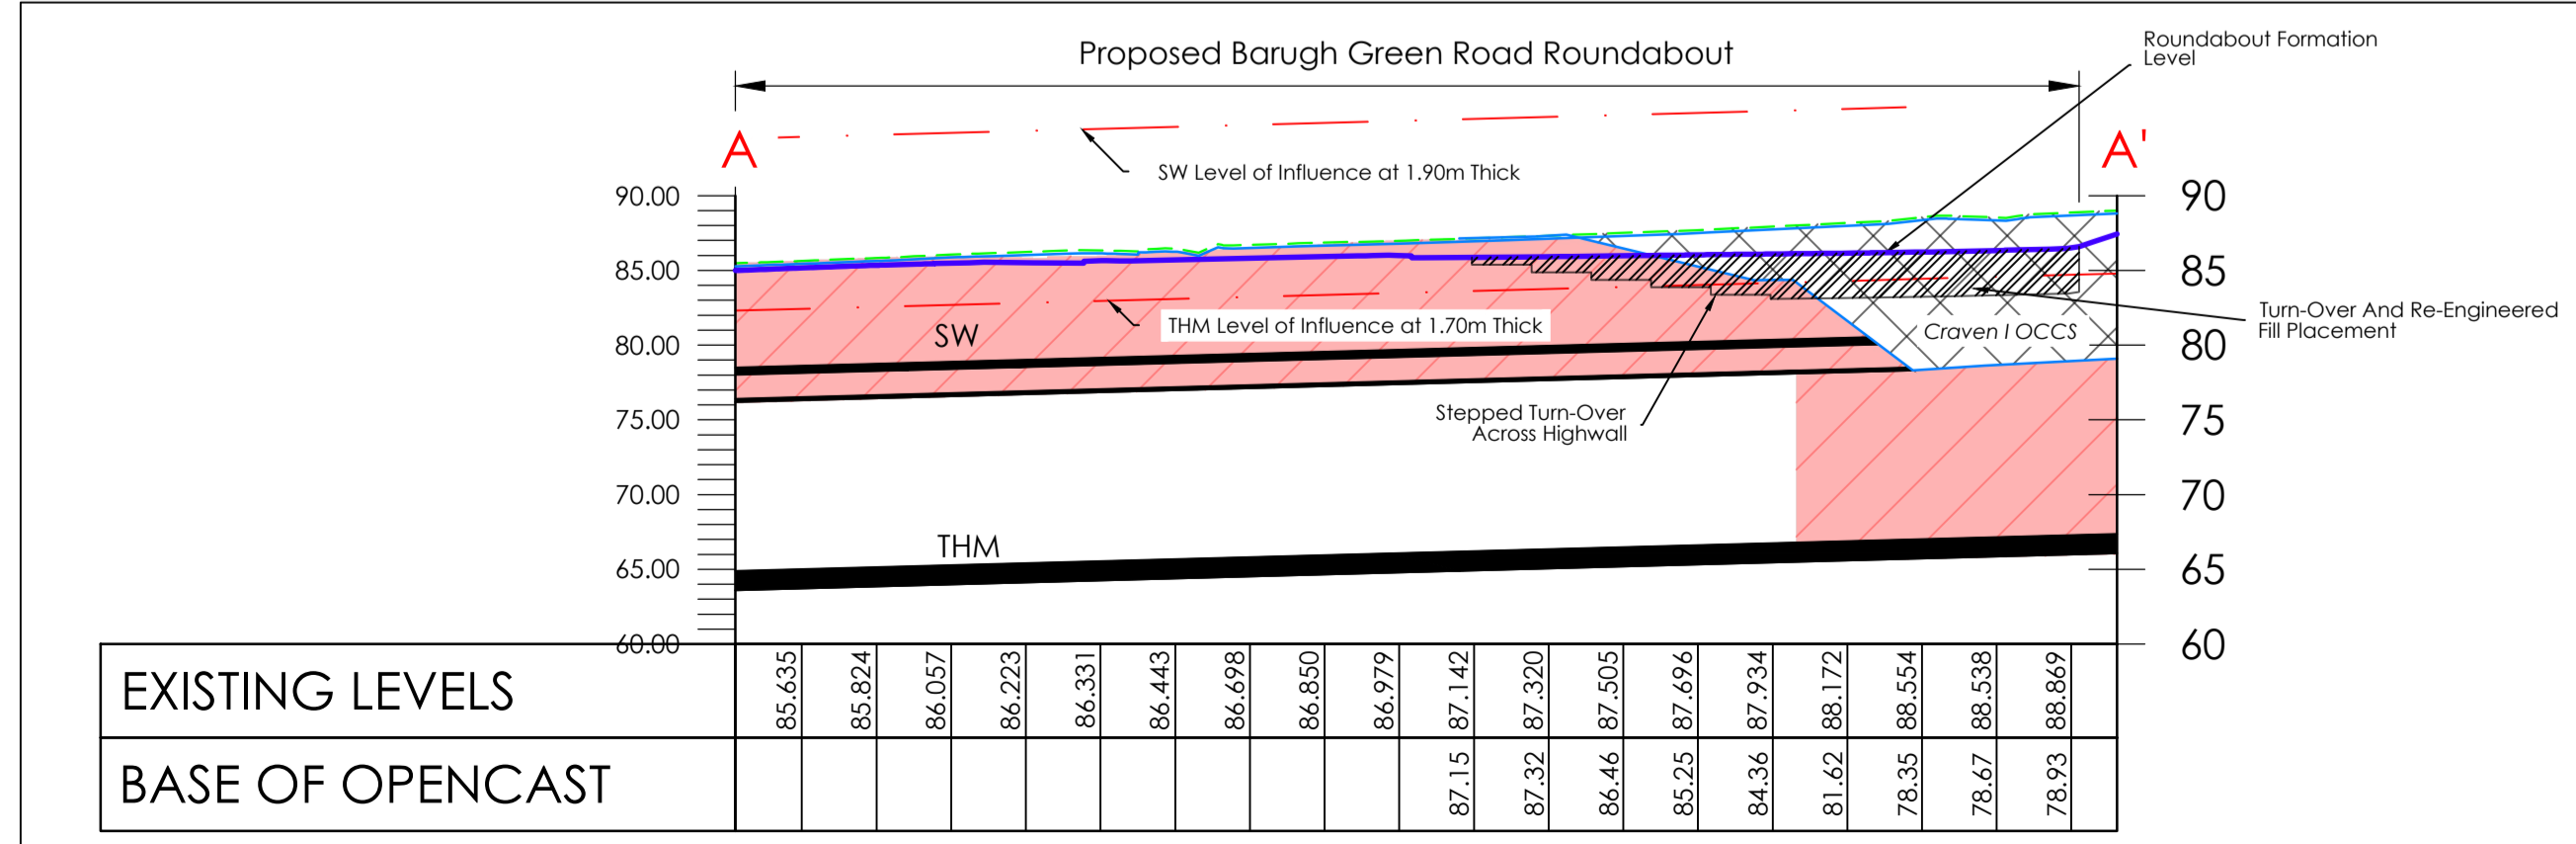 Proposed Barugh Green Road Roundabout
Roundabout Formation
Level
A
A'
SW Level of Influence at 1.90m Thick
90.00
85.00
80.00
75.00
70.00
65.00
60.00
90
85
80
75
70
65
60
THM Level of Influence at 1.70m Thick
SW
Craven I OCCS
Turn-Over And Re-Engineered
Fill Placement
Stepped Turn-Over
Across Highwall
THM
EXISTING LEVELS
85.635
85.824
86.057
86.223
86.331
86.443
86.698
86.850
86.979
87.142
87.320
87.505
87.696
87.934
88.172
88.554
88.538
88.869
BASE OF OPENCAST
87.15
87.32
86.46
85.25
84.36
81.62
78.35
78.67
78.93